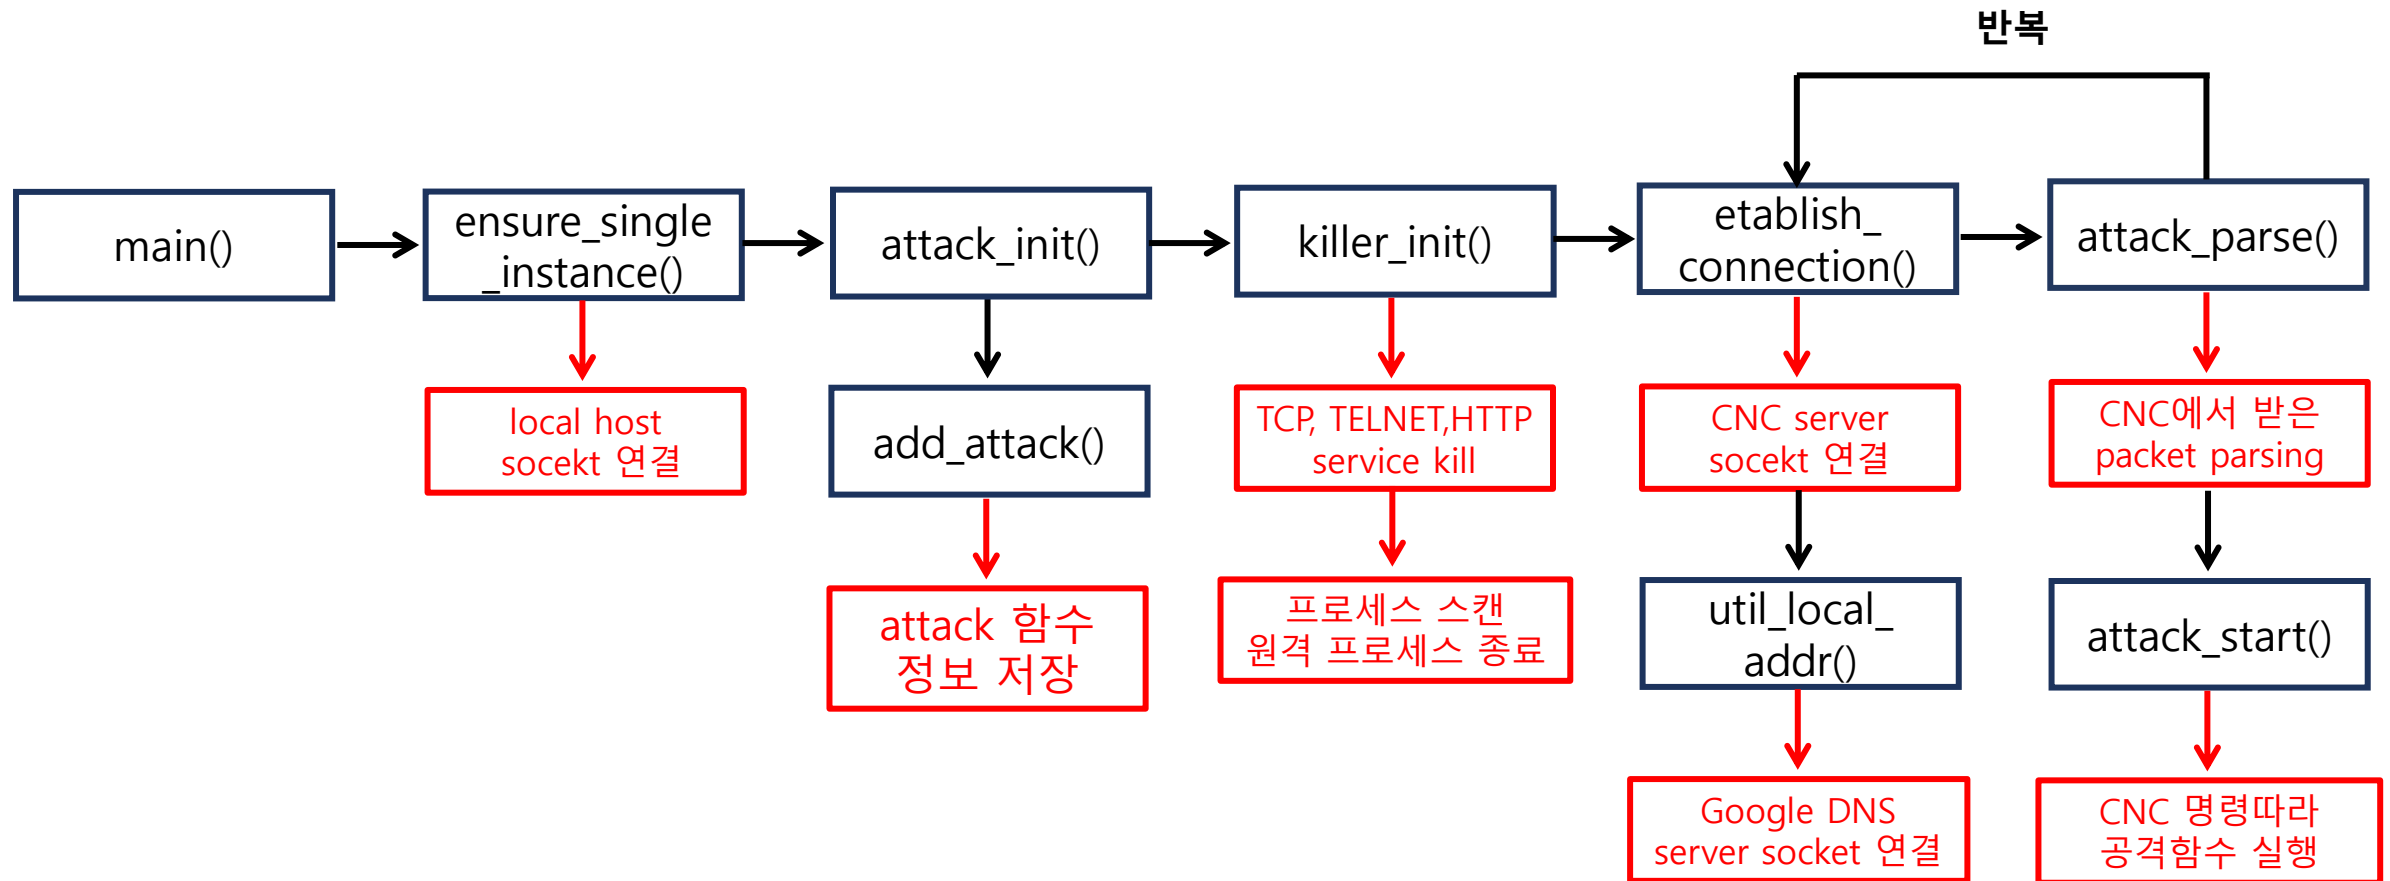 반복
main()
ensure_single
_instance()
attack_init()
killer_init()
etablish_
connection()
attack_parse()
local host
socekt 연결
add_attack()
TCP, TELNET,HTTP
service kill
CNC server
socekt 연결
CNC에서 받은
packet parsing
attack 함수
정보 저장
프로세스 스캔
원격 프로세스 종료
util_local_
addr()
attack_start()
Google DNS
server socket 연결
CNC 명령따라
공격함수 실행